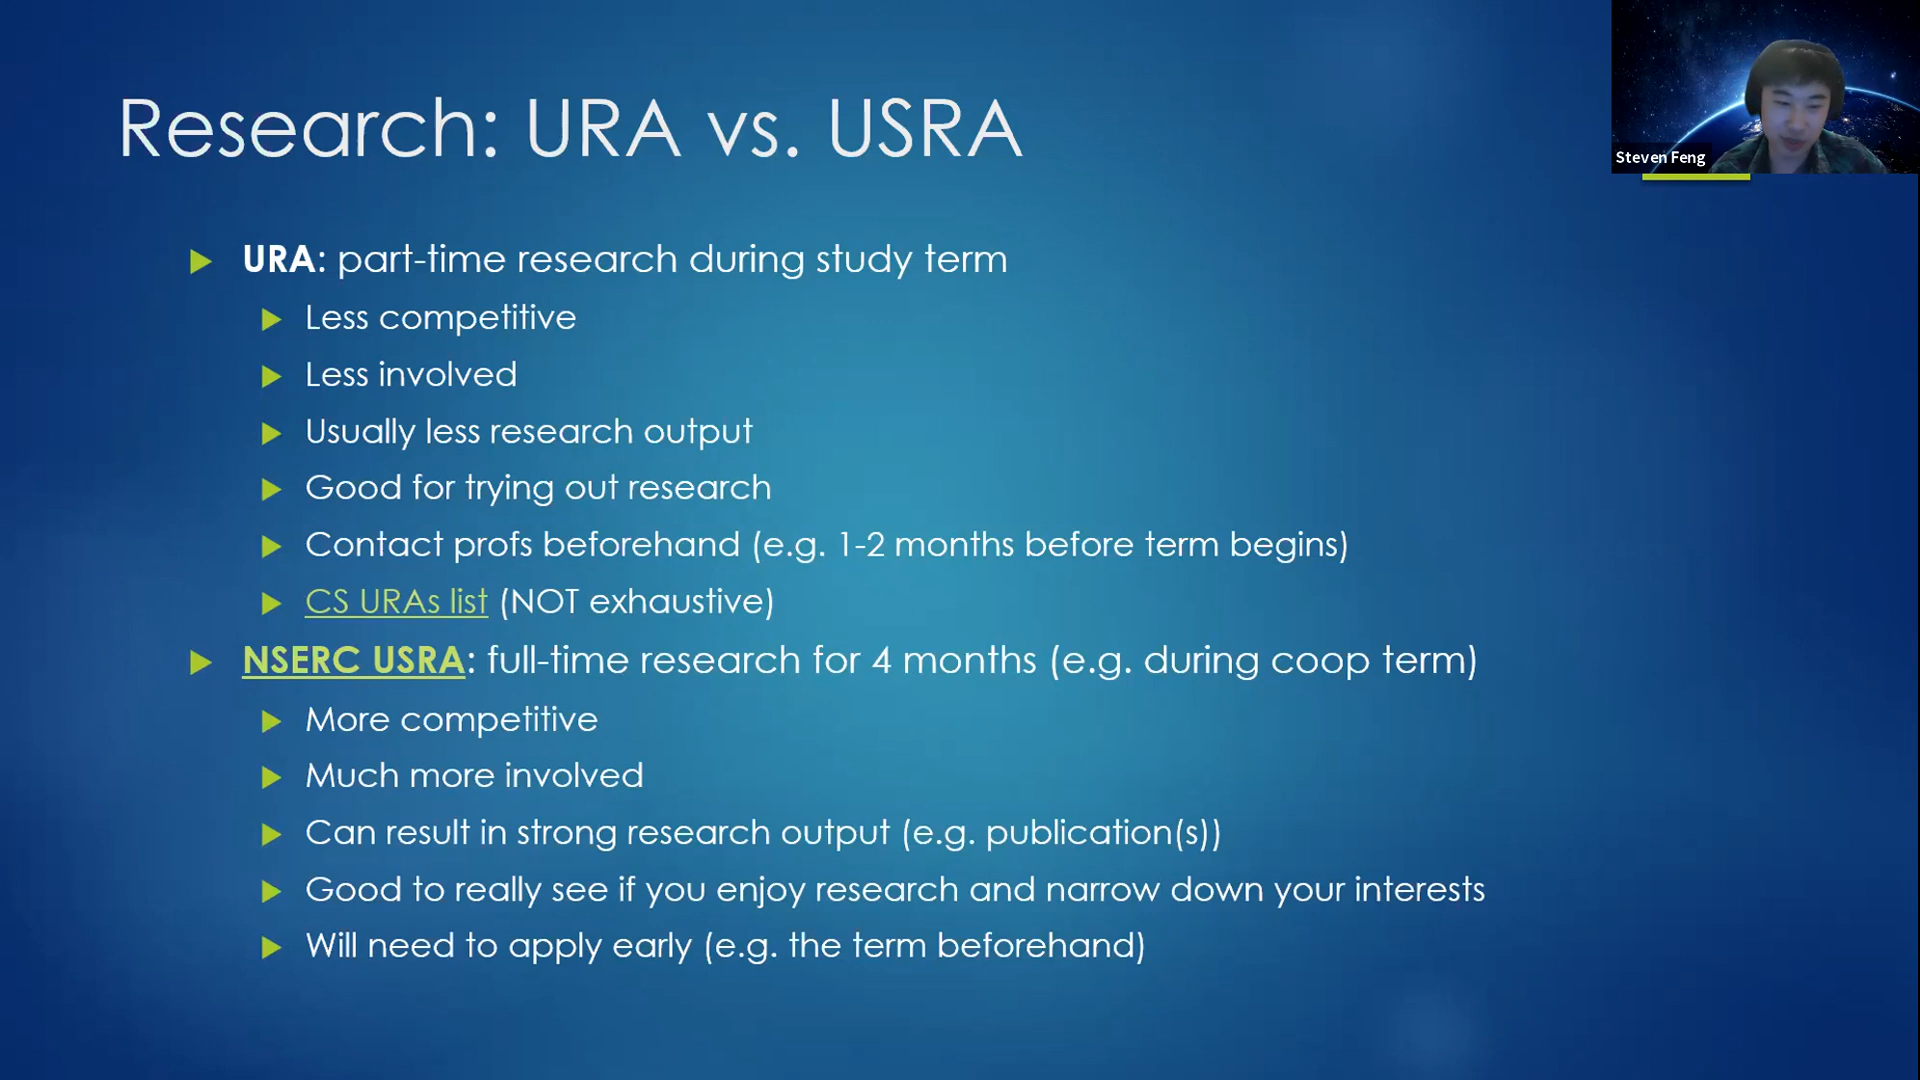 Research: URA vs. USRA
Steven Feng
URA: part-time research during study term
Less competitive
Less involved
Usually less research output
Good for trying out research
Contact profs beforehand (e.g. 1-2 months before term begins)
CS URAs list (NOT exhaustive)
NSERC USRA: full-time research for 4 months (e.g. during coop term)
More competitive
Much more involved
Can result in strong research output (e.g. publication(s))
Good to really see if you enjoy research and narrow down your interests
Will need to apply early (e.g. the term beforehand)